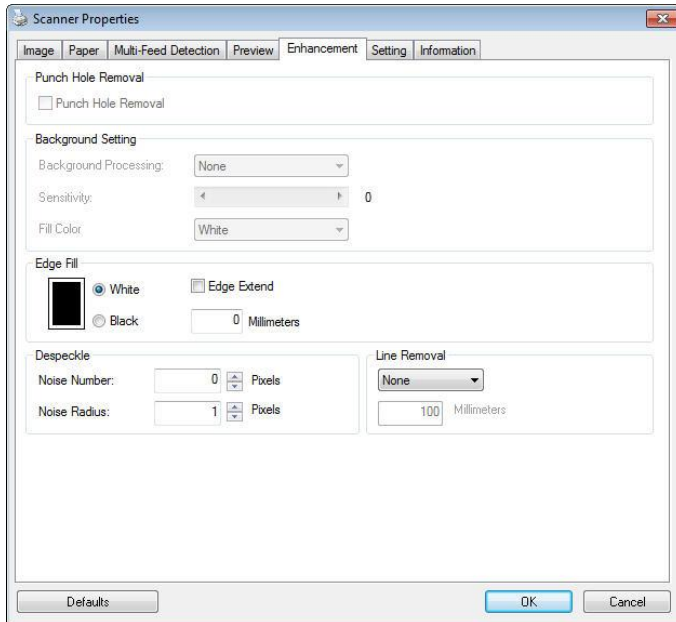 Scanner Properties
Image Paper Multi-Feed Detection Preview Enhancement Setting Information
Punch Hole Removal
Punch Hole Removal
Background Setting
Background Processing: None
Sensitivity: 0
Fill Color White
Edge Fill
White Edge Extend
Black 0 Millimeters
Despeckle Line Removal
Noise Number: 0 Pixels None
Noise Radius: 1 Pixels 100 Millimeters
Defaults OK Cancel